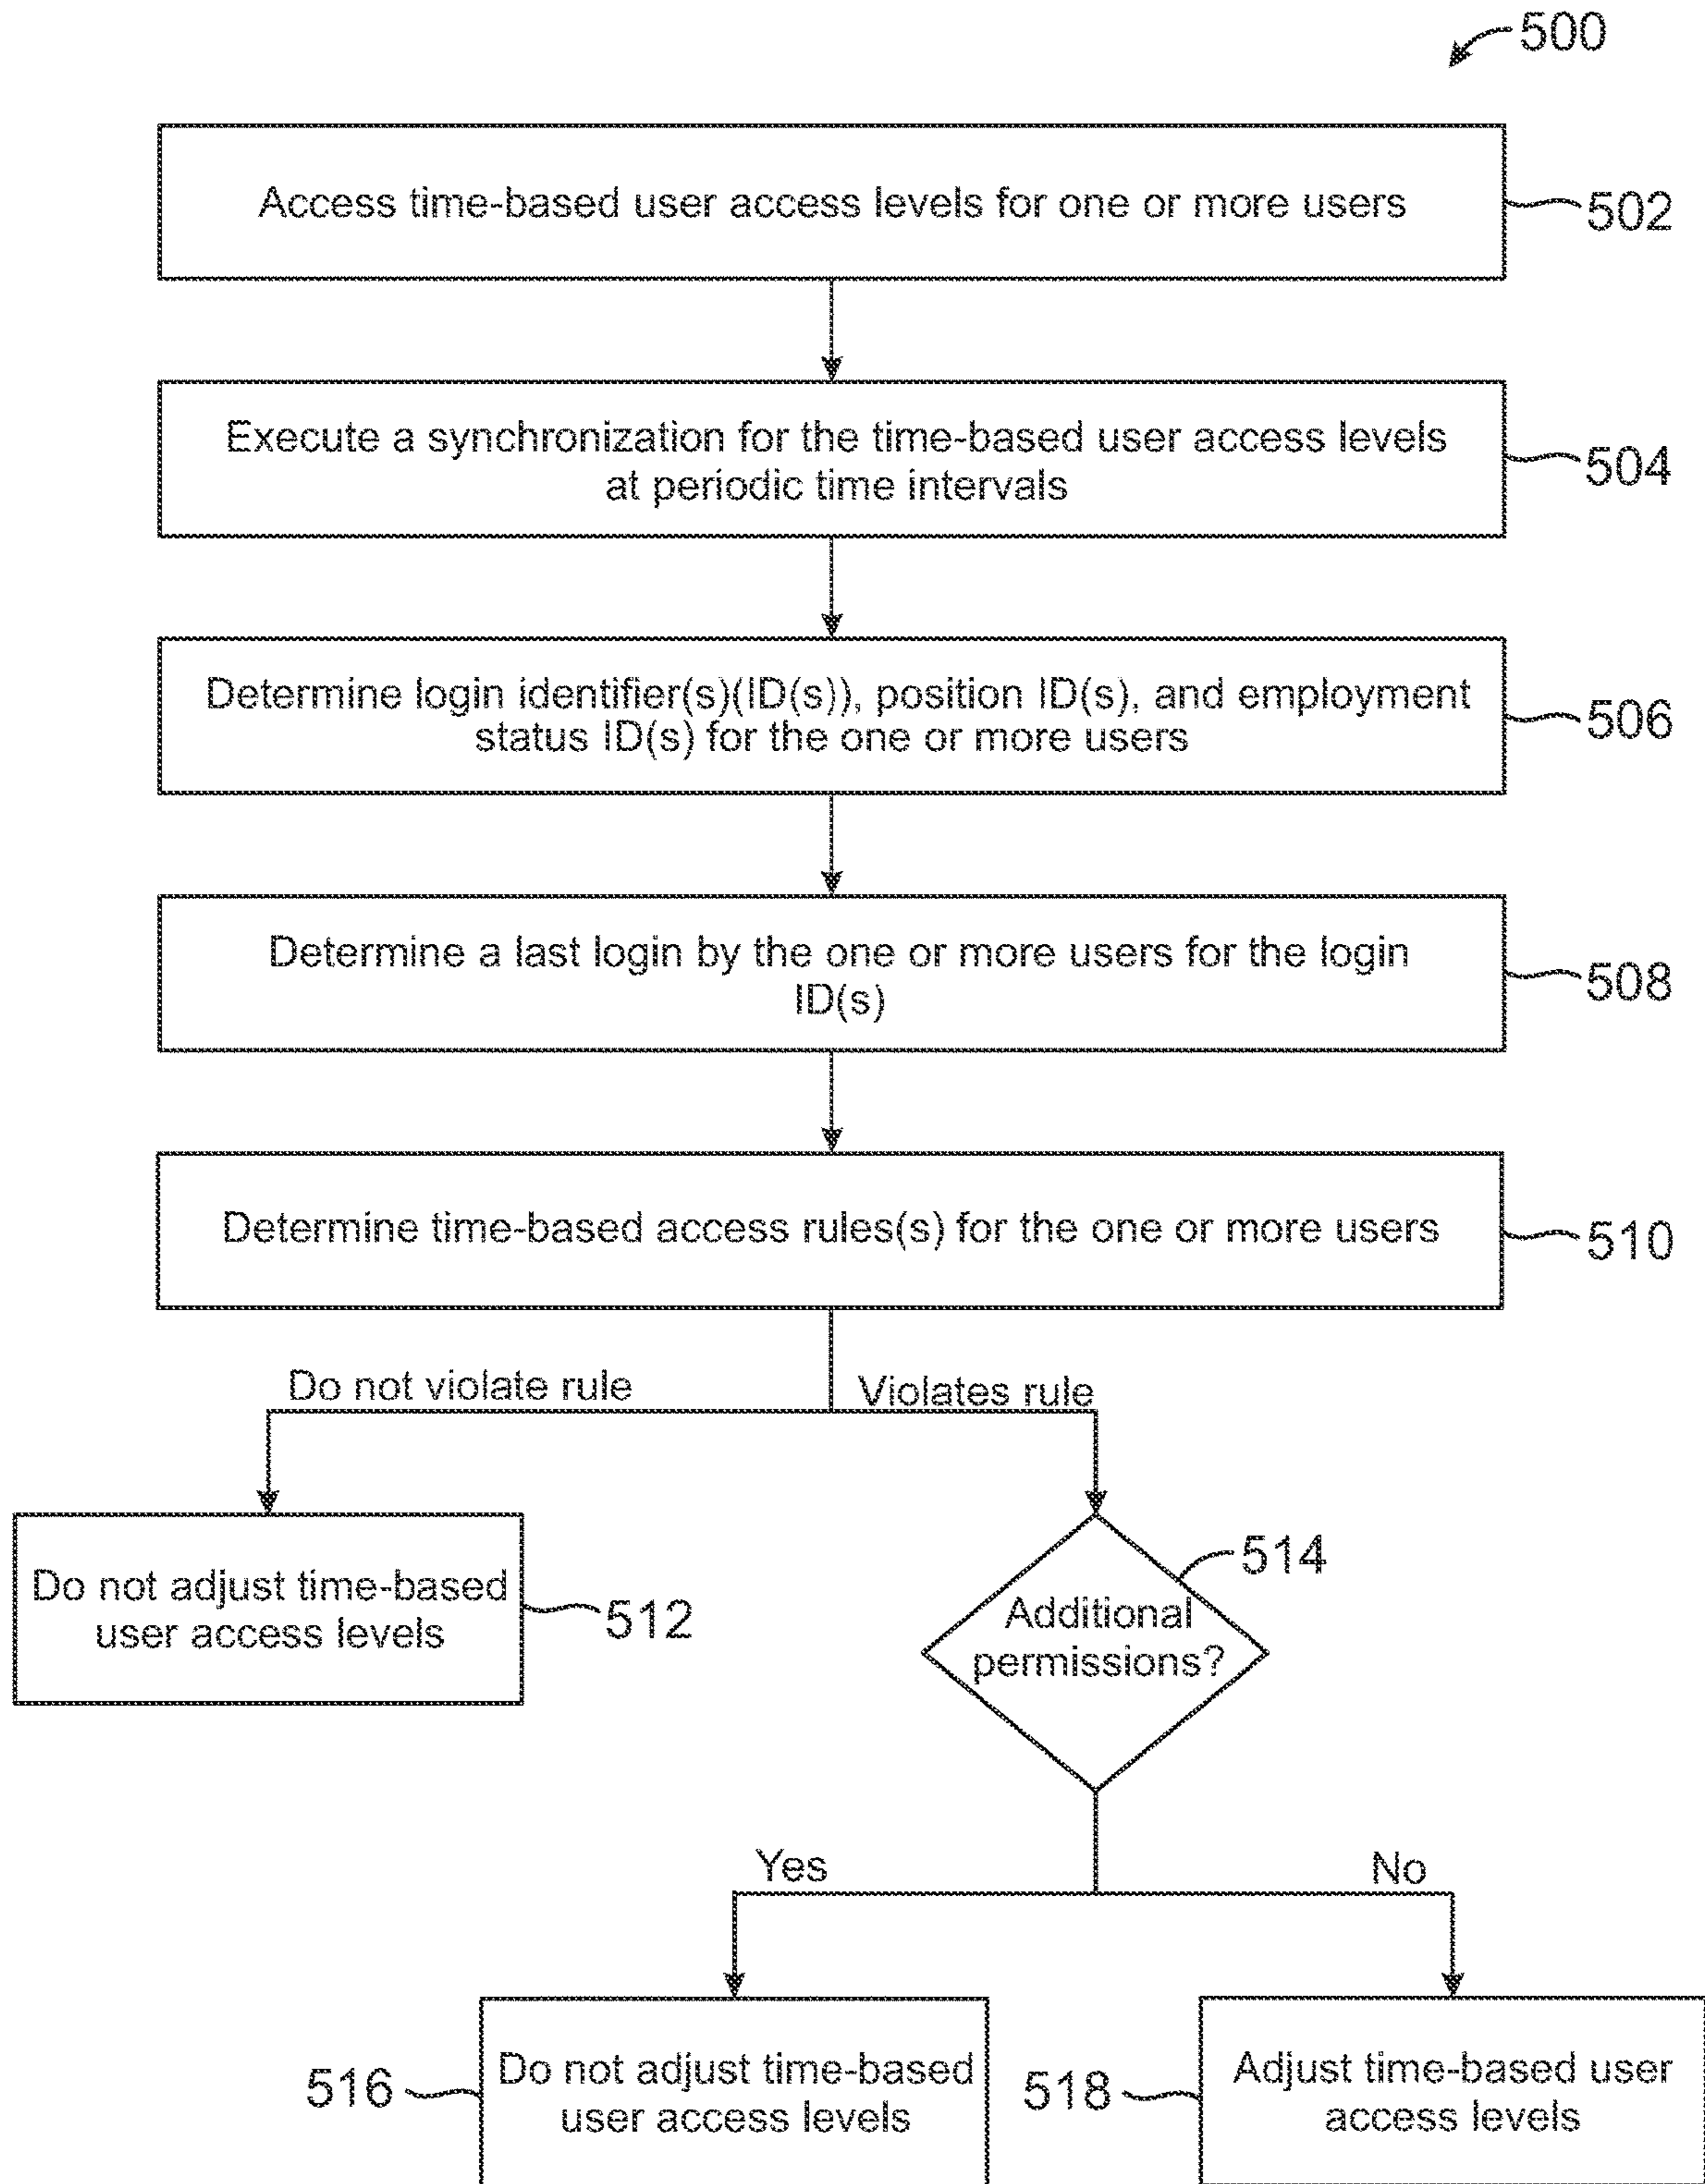 500
Access time-based user access levels for one or more users
502
Execute a synchronization for the time-based user access levels
at periodic time intervals
504
Determine login identifier(s)(ID(s)), position ID(s), and employment
status ID(s) for the one or more users
506
Determine a last login by the one or more users for the login
ID(s)
508
Determine time-based access rules(s) for the one or more users
510
Do not violate rule
Violates rule
Do not adjust time-based
user access levels
512
514
Additional
permissions?
Yes
No
516
Do not adjust time-based
user access levels
518
Adjust time-based user
access levels